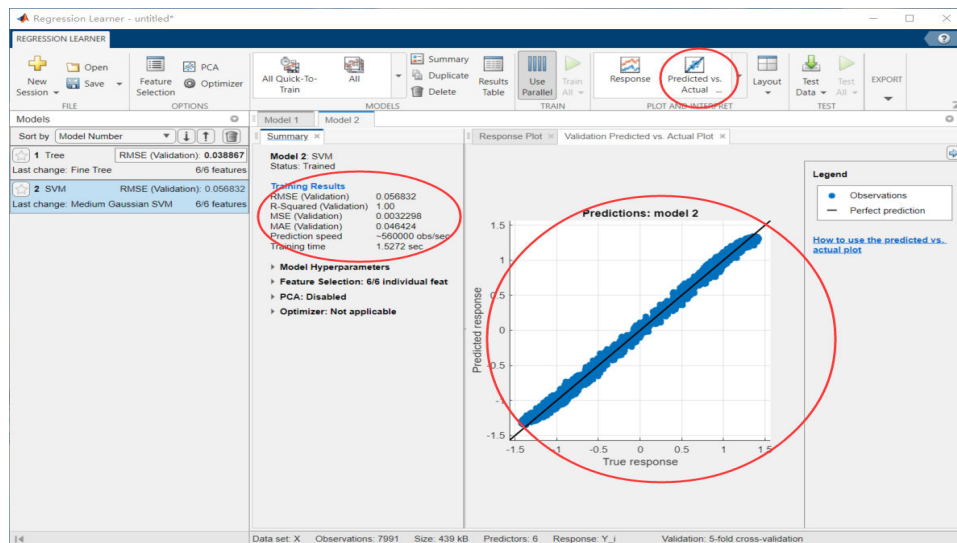 Regression Learner - untitled*
REGRESSION LEARNER
New Session
Open
Save
FILE
Feature Selection
PCA
Optimizer
OPTIONS
All Quick-To-Train
All
Summary
Duplicate
Delete
MODELS
Results Table
Use Parallel
Train All
TRAIN
Response
Predicted vs. Actual ...
PLOT AND INTERPRET
Layout
Test Data
Test All
TEST
EXPORT
Models
Sort by Model Number
1 Tree RMSE (Validation): 0.038867
Last change: Fine Tree 6/6 features
2 SVM RMSE (Validation): 0.056832
Last change: Medium Gaussian SVM 6/6 features
Model 1 Model 2
Summary
Model 2: SVM
Status: Trained
Training Results
RMSE (Validation) 0.056832
R-Squared (Validation) 1.00
MSE (Validation) 0.0032298
MAE (Validation) 0.046424
Prediction speed ~560000 obs/sec
Training time 1.5272 sec
Model Hyperparameters
Feature Selection: 6/6 individual feat
PCA: Disabled
Optimizer: Not applicable
Response Plot Validation Predicted vs. Actual Plot
Predictions: model 2
1.5
1
0.5
0
-0.5
-1
-1.5
Predicted response
-1.5 -1 -0.5 0 0.5 1 1.5
True response
Legend
Observations
Perfect prediction
How to use the predicted vs.
actual plot
Data set: X Observations: 7991 Size: 439 kB Predictors: 6 Response: Y_i Validation: 5-fold cross-validation